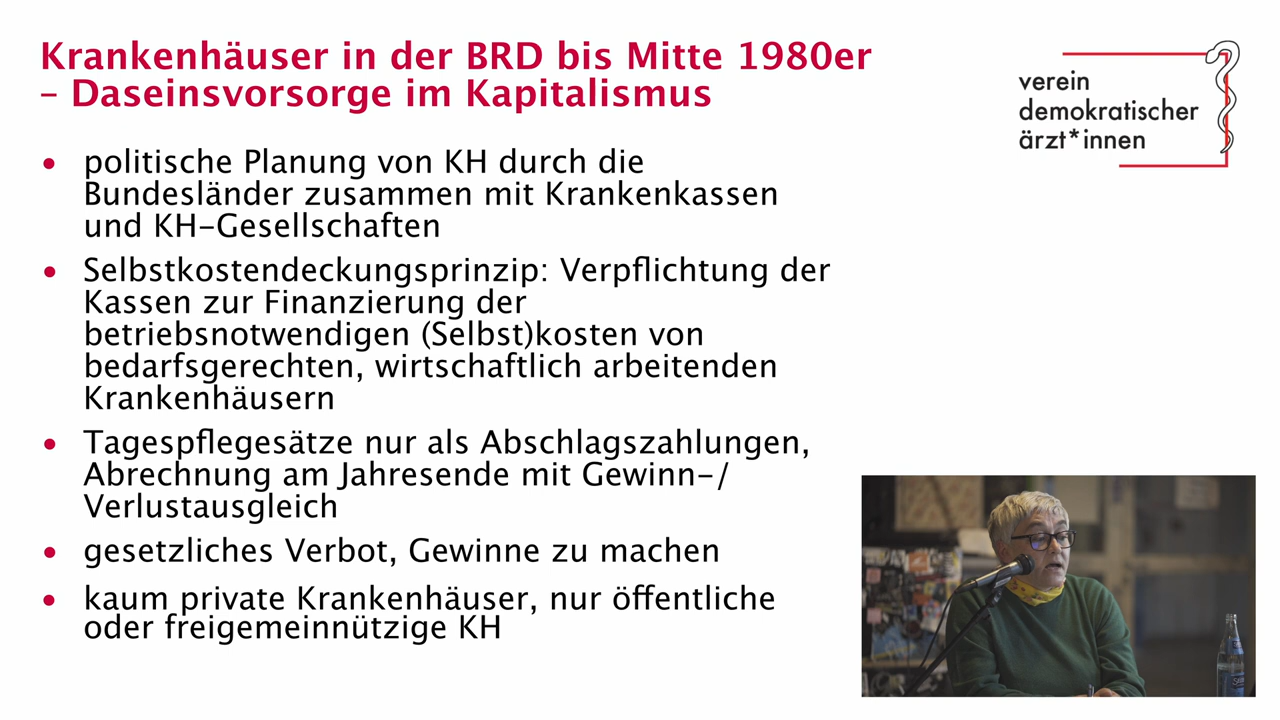 Krankenhäuser in der BRD bis Mitte 1980er
– Daseinsvorsorge im Kapitalismus
verein
demokratischer
ärzt*innen
• politische Planung von KH durch die
Bundesländer zusammen mit Krankenkassen
und KH-Gesellschaften
• Selbstkostendeckungsprinzip: Verpflichtung der
Kassen zur Finanzierung der
betriebsnotwendigen (Selbst)kosten von
bedarfsgerechten, wirtschaftlich arbeitenden
Krankenhäusern
• Tagespflegesätze nur als Abschlagszahlungen,
Abrechnung am Jahresende mit Gewinn-/
Verlustausgleich
• gesetzliches Verbot, Gewinne zu machen
• kaum private Krankenhäuser, nur öffentliche
oder freigemeinnützige KH